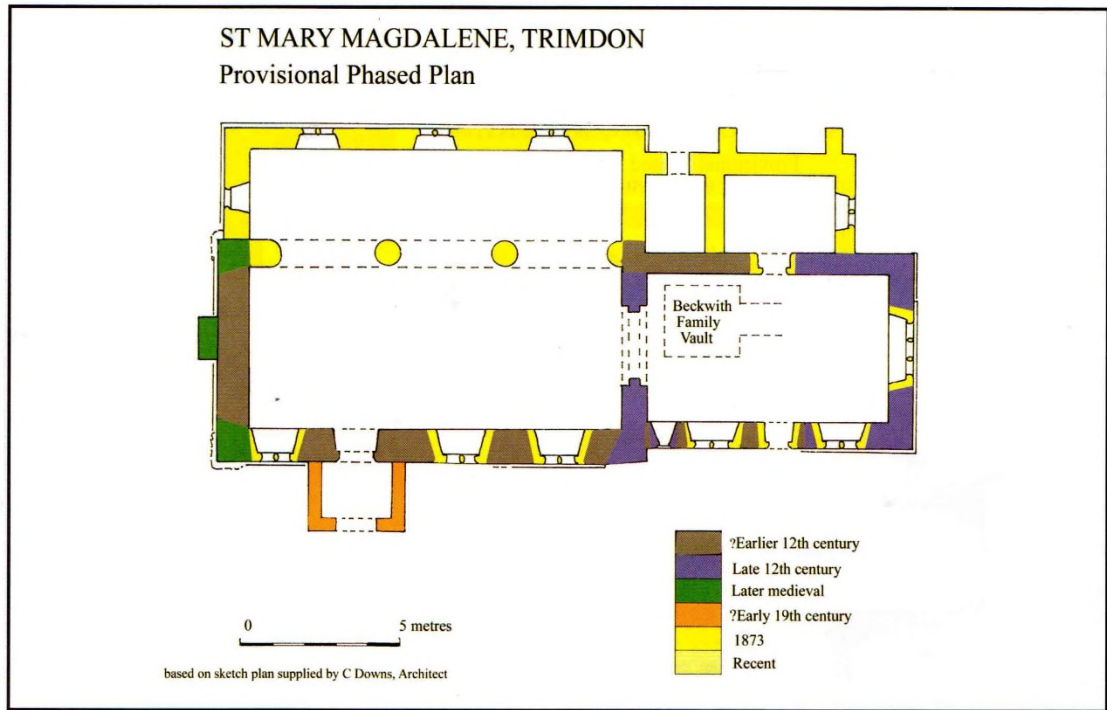 ST MARY MAGDALENE, TRIMDON
Provisional Phased Plan
Beckwith
Family
Vault
?Earlier 12th century
Late 12th century
Later medieval
?Early 19th century
1873
Recent
0 5 metres
based on sketch plan supplied by C Downs, Architect